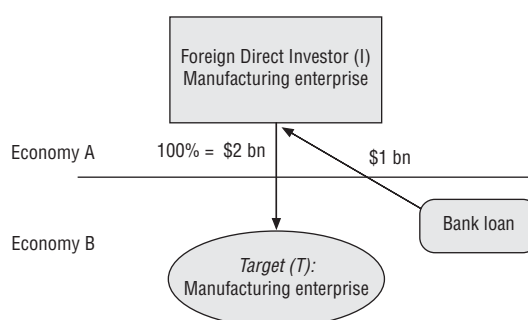 Foreign Direct Investor (I)
Manufacturing enterprise
Economy A
100% = $2 bn
$1 bn
Bank loan
Economy B
Target (T):
Manufacturing enterprise